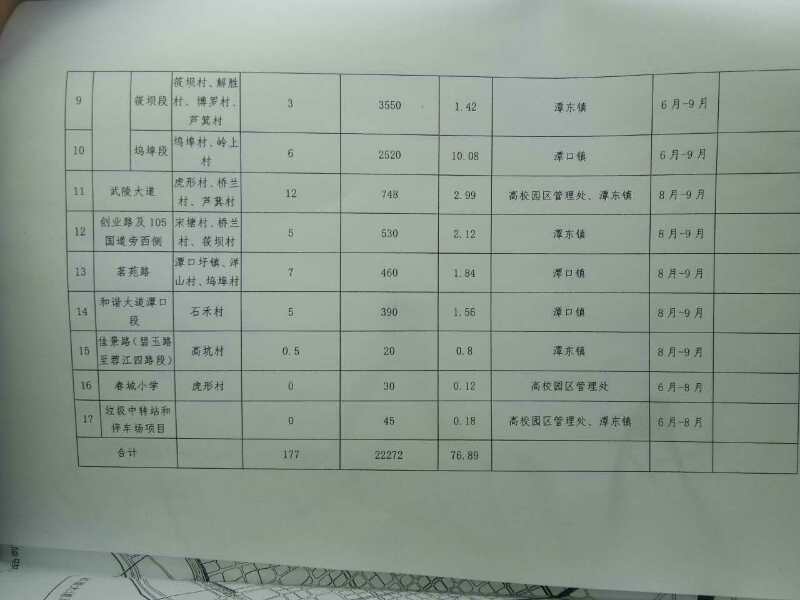 9 筱坝段 筱坝村、解胜村、博罗村、芦箕村 3 3550 1.42 潭东镇 6月-9月
10 坞埠段 坞埠村、岭上村 6 2520 10.08 潭口镇 6月-9月
11 武陵大道 虎形村、桥兰村、芦箕村 12 748 2.99 高校园区管理处、潭东镇 8月-9月
12 创业路及105国道旁西侧 宋塘村、桥兰村、筱坝村 5 530 2.12 潭东镇 8月-9月
13 茗苑路 潭口圩镇、洋山村、坞埠村 7 460 1.84 潭口镇 8月-9月
14 和谐大道潭口段 石禾村 5 390 1.56 潭口镇 8月-9月
15 佳景路(碧玉路至蓉江四路段) 高坑村 0.5 20 0.8 潭东镇 8月-9月
16 春城小学 虎形村 0 30 0.12 高校园区管理处 6月-8月
17 垃圾中转站和停车场项目 0 45 0.18 高校园区管理处、潭东镇 6月-8月
合计 177 22272 76.89